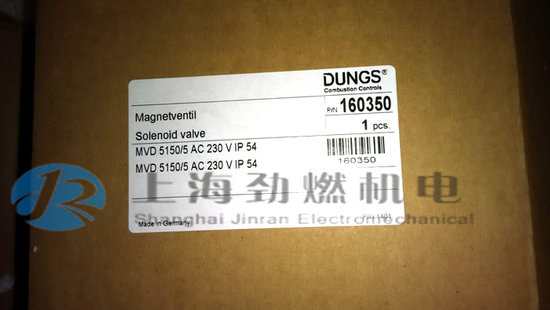 DUNGS®
Combustion Controls
Magnetventil
P/N 160350
Solenoid valve
1 pcs.
MVD 5150/5 AC 230 V IP 54
MVD 5150/5 AC 230 V IP 54
160350
上海劲燃机电
Shanghai Jinran Electromechanical
Made in Germany